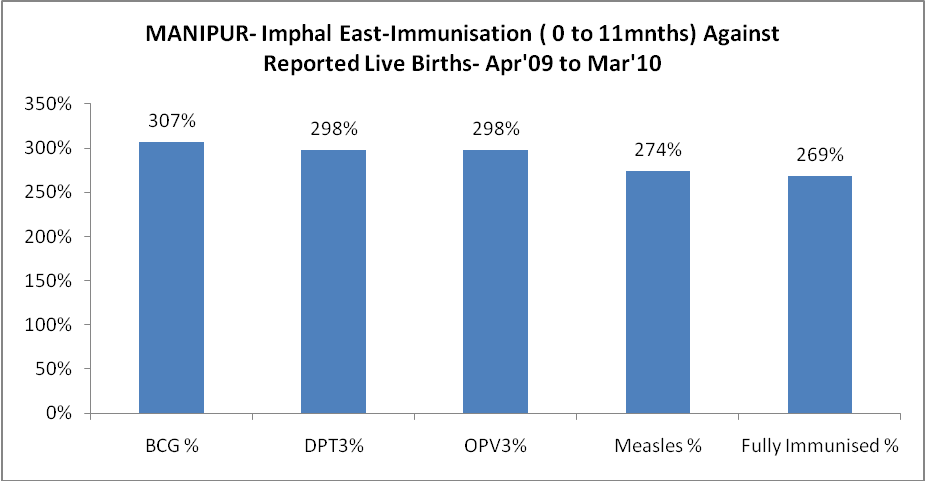 MANIPUR- Imphal East-Immunisation ( 0 to 11mnths) Against
Reported Live Births- Apr'09 to Mar'10
350%
300%
250%
200%
150%
100%
50%
0%
307%
298%
298%
274%
269%
BCG %
DPT3%
OPV3%
Measles %
Fully Immunised %